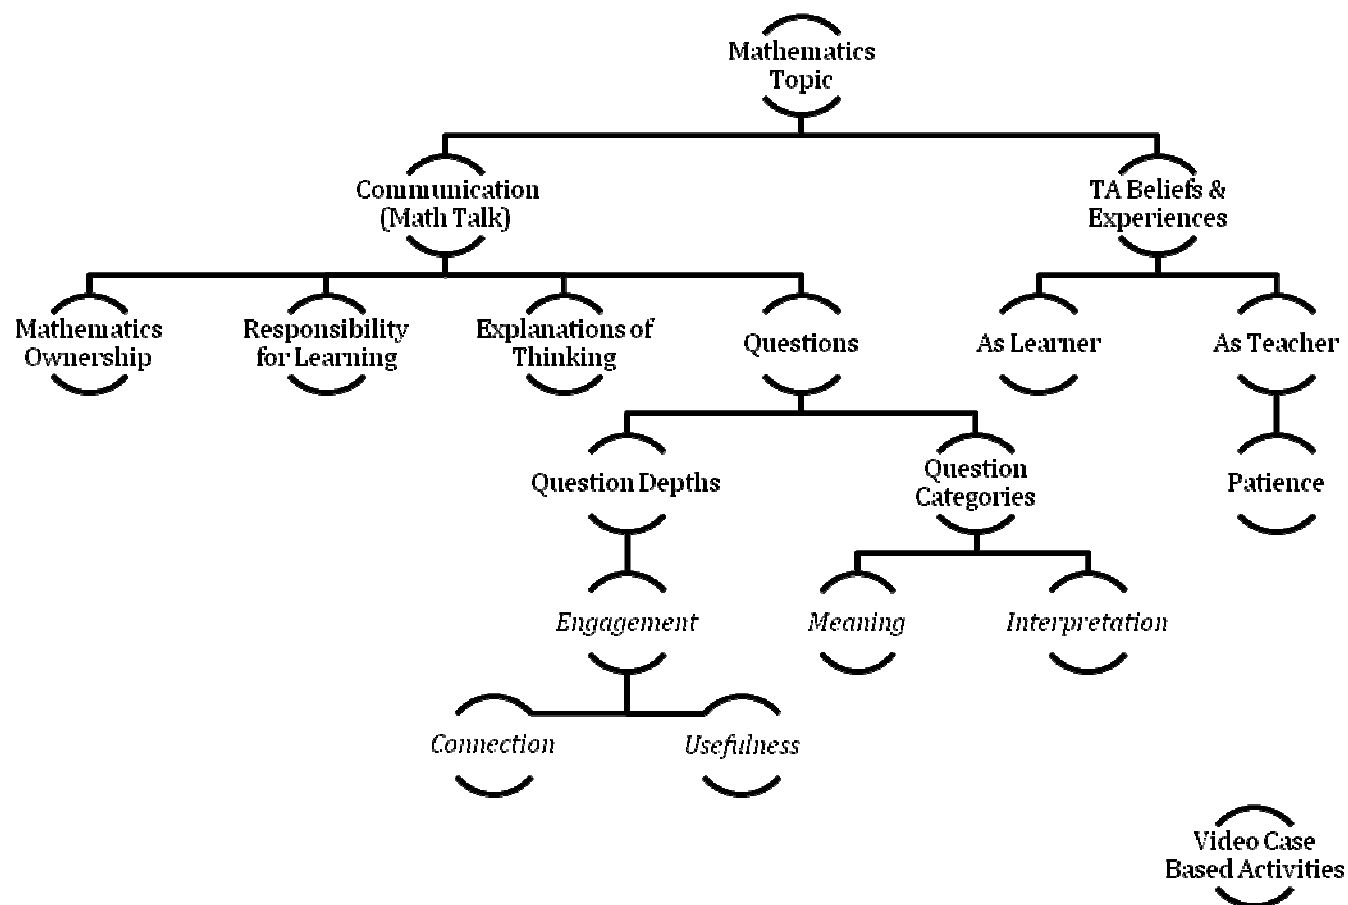 Mathematics
Topic
Communication
(Math Talk)
TA Beliefs &
Experiences
Mathematics
Ownership
Responsibility
for Learning
Explanations of
Thinking
Questions
As Learner
As Teacher
Question Depths
Question
Categories
Patience
Engagement
Meaning
Interpretation
Connection
Usefulness
Video Case
Based Activities